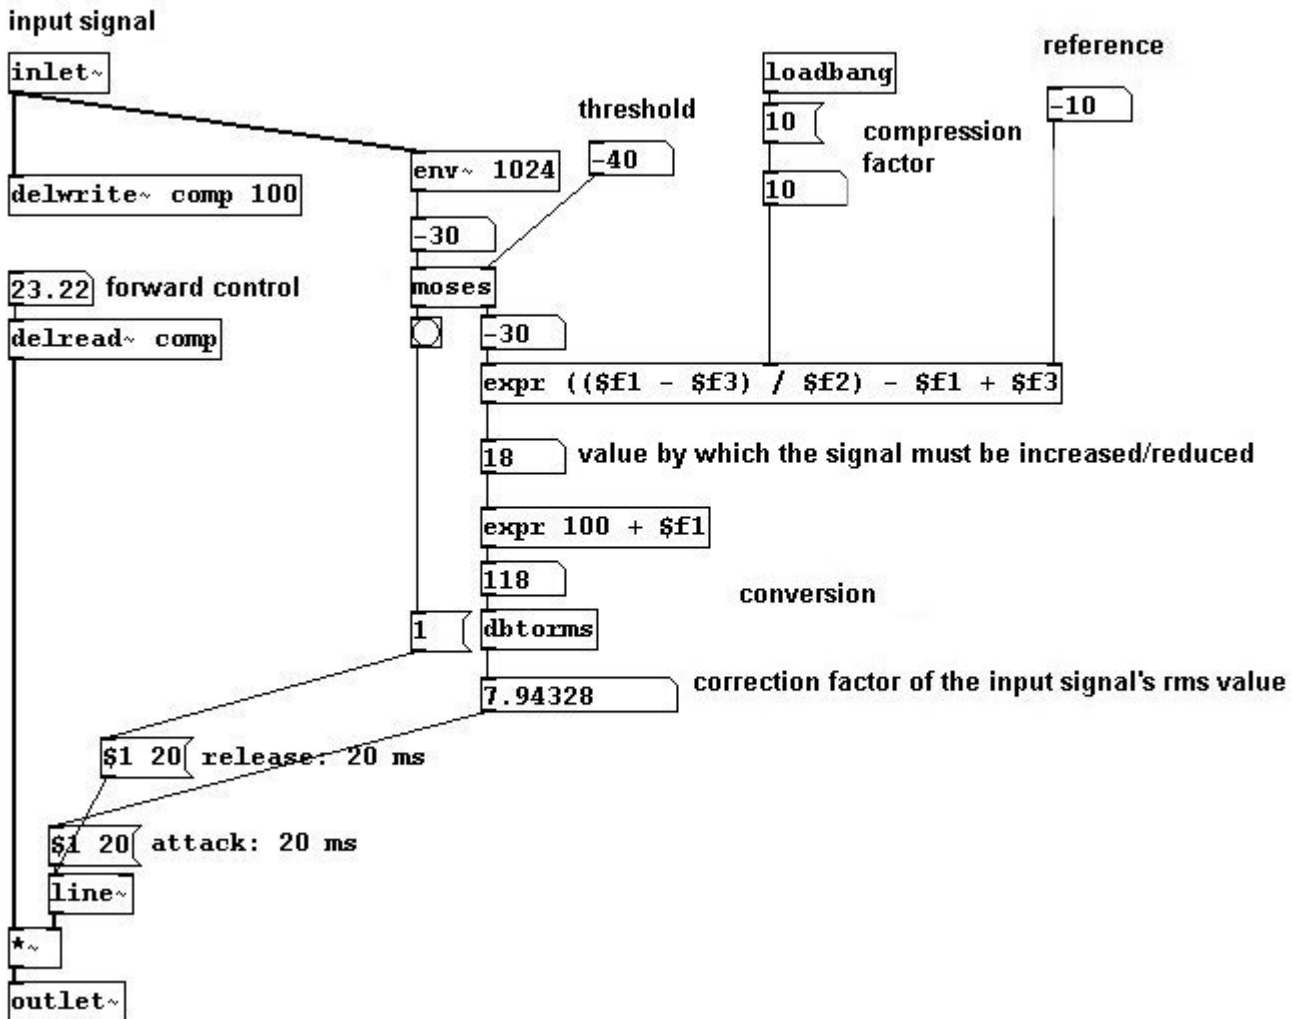 input signal
inlet~
loadbang
reference
-10
threshold
10
compression
factor
-40
env~ 1024
10
delwrite~ comp 100
-30
23.22 forward control
moses
delread~ comp
-30
expr (($f1 - $f3) / $f2) - $f1 + $f3
18 value by which the signal must be increased/reduced
expr 100 + $f1
118
conversion
1
dbtorms
7.94328 correction factor of the input signal's rms value
$1 20 release: 20 ms
$1 20 attack: 20 ms
line~
*~
outlet~